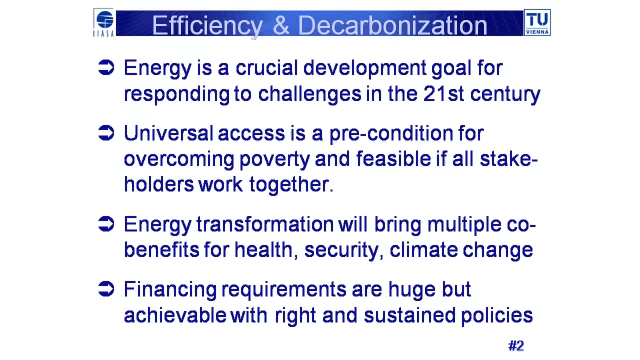 IIASA
Efficiency & Decarbonization
TU
VIENNA
Energy is a crucial development goal for
responding to challenges in the 21st century
Universal access is a pre-condition for
overcoming poverty and feasible if all stake-
holders work together.
Energy transformation will bring multiple co-
benefits for health, security, climate change
Financing requirements are huge but
achievable with right and sustained policies
#2